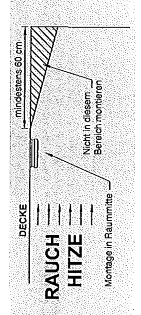 mindestens 60 cm
DECKE
Nicht in diesem
Bereich montieren
RAUCH
HITZE
Montage in Raummitte